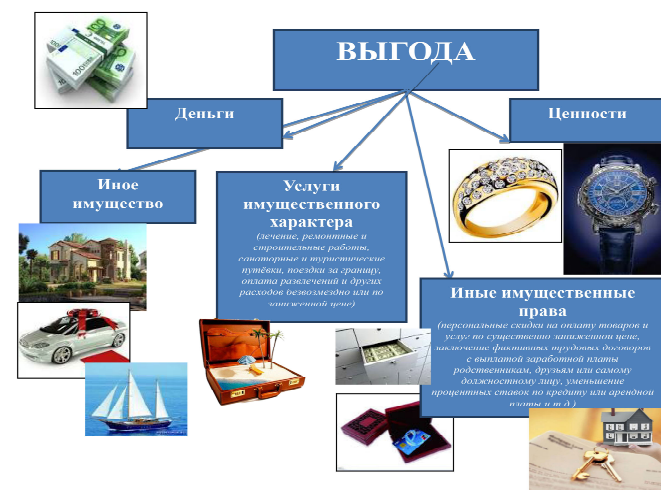 ВЫГОДА
Деньги
Ценности
Иное
имущество
Услуги
имущественного
характера
(лечение, ремонтные и
строительные работы,
санаторные и туристические
путёвки, поездки за границу,
оплата развлечений и других
расходов безвозмездно или по
заниженной цене)
Иные имущественные
права
(персональные скидки на оплату товаров и
услуг по существенно заниженной цене,
заключение фиктивных трудовых договоров
с выплатой заработной платы
родственникам, друзьям или самому
должностному лицу, уменьшение
процентных ставок по кредиту или арендной
платы и т.д.)